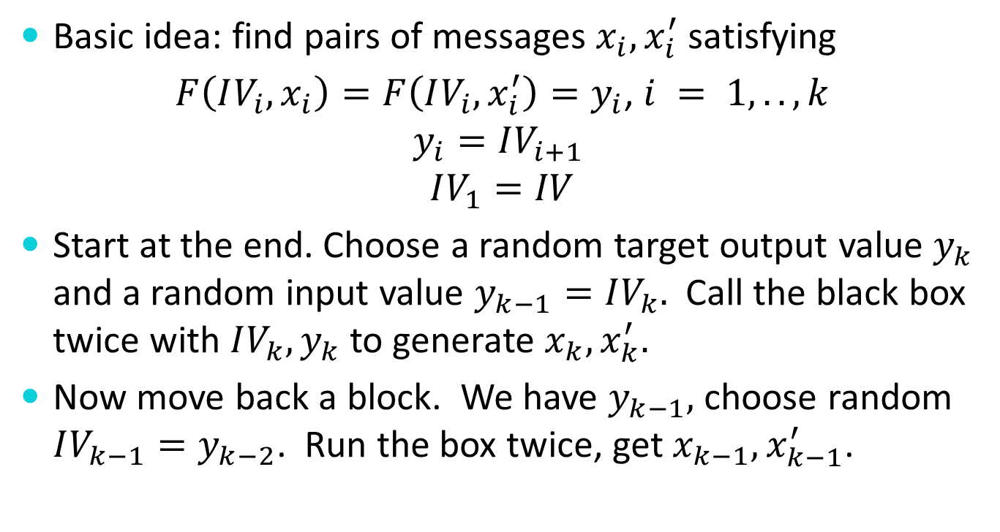 • Basic idea: find pairs of messages $x_i, x_i'$ satisfying
$F(IV_i, x_i) = F(IV_i, x_i') = y_i, i \ = \ 1,..,k$
$y_i = IV_{i+1}$
$IV_1 = IV$
• Start at the end. Choose a random target output value $y_k$
and a random input value $y_{k-1} = IV_k$. Call the black box
twice with $IV_k, y_k$ to generate $x_k, x_k'$.
• Now move back a block. We have $y_{k-1}$, choose random
$IV_{k-1} = y_{k-2}$. Run the box twice, get $x_{k-1}, x_{k-1}'$.